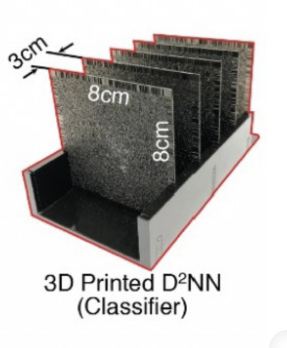 3cm
8cm
8cm
3D Printed D²NN
(Classifier)